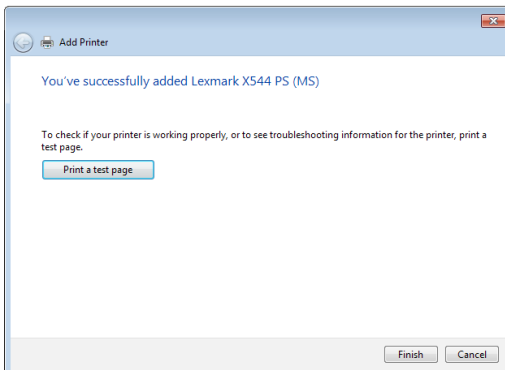 Add Printer
You've successfully added Lexmark X544 PS (MS)
To check if your printer is working properly, or to see troubleshooting information for the printer, print a
test page.
Print a test page
Finish Cancel